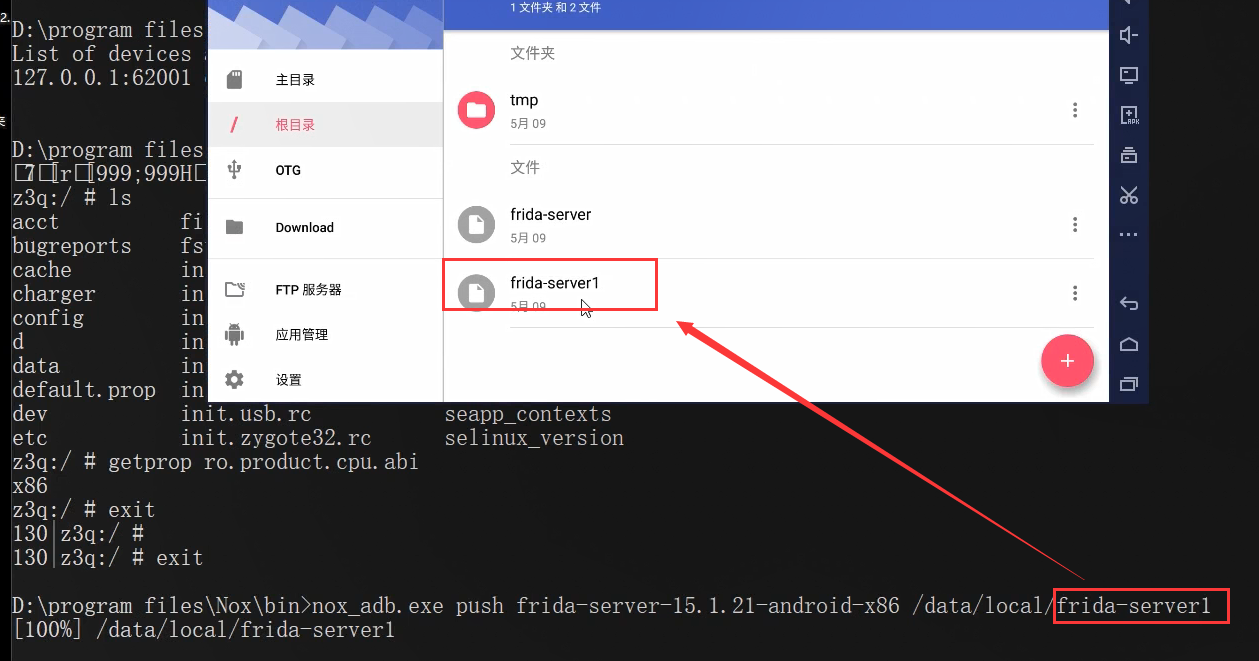 2.
D:\program files
List of devices
127.0.0.1:62001
D:\program files
z3q:/ # ls
acct fi
bugreports fs
cache in
charger in
config in
d in
data in
default.prop in
dev init.usb.rc seapp_contexts
etc init.zygote32.rc selinux_version
z3q:/ # getprop ro.product.cpu.abi
x86
z3q:/ # exit
130|z3q:/ #
130|z3q:/ # exit
D:\program files\Nox\bin>nox_adb.exe push frida-server-15.1.21-android-x86 /data/local/frida-server1
[100%] /data/local/frida-server1
主目录
根目录
OTG
Download
FTP 服务器
应用管理
设置
1 文件夹 和 2 文件
文件夹
tmp
5月 09
文件
frida-server
5月 09
frida-server1
5月 09
APK